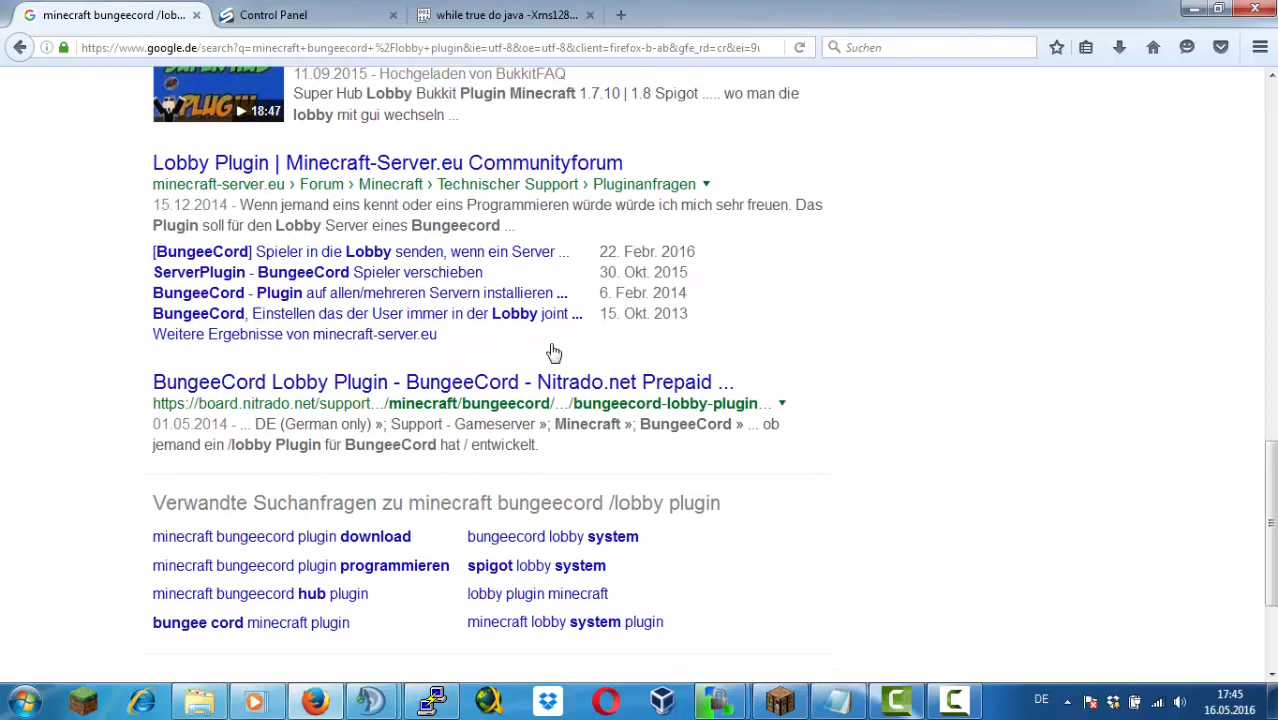 minecraft bungeecord /lob...
Control Panel
while true do java -Xms128...
https://www.google.de/search?q=minecraft+bungeecord+%2Flobby+plugin&ie=utf-8&oe=utf-8&client=firefox-b-ab&gfe_rd=cr&ei=9
Suchen
PLUGIN
18:47
11.09.2015 - Hochgeladen von BukkitFAQ
Super Hub Lobby Bukkit Plugin Minecraft 1.7.10 | 1.8 Spigot ..... wo man die
lobby mit gui wechseln ...
Lobby Plugin | Minecraft-Server.eu Communityforum
minecraft-server.eu › Forum › Minecraft › Technischer Support › Pluginanfragen
15.12.2014 - Wenn jemand eins kennt oder eins Programmieren würde würde ich mich sehr freuen. Das
Plugin soll für den Lobby Server eines Bungeecord ...
[BungeeCord] Spieler in die Lobby senden, wenn ein Server ... 22. Febr. 2016
ServerPlugin - BungeeCord Spieler verschieben 30. Okt. 2015
BungeeCord - Plugin auf allen/mehreren Servern installieren ... 6. Febr. 2014
BungeeCord, Einstellen das der User immer in der Lobby joint ... 15. Okt. 2013
Weitere Ergebnisse von minecraft-server.eu
BungeeCord Lobby Plugin - BungeeCord - Nitrado.net Prepaid ...
https://board.nitrado.net/support.../minecraft/bungeecord/.../bungeecord-lobby-plugin...
01.05.2014 - ... DE (German only) »; Support - Gameserver »; Minecraft »; BungeeCord » ... ob
jemand ein /lobby Plugin für BungeeCord hat / entwickelt.
Verwandte Suchanfragen zu minecraft bungeecord /lobby plugin
minecraft bungeecord plugin download
bungeecord lobby system
minecraft bungeecord plugin programmieren
spigot lobby system
minecraft bungeecord hub plugin
lobby plugin minecraft
bungee cord minecraft plugin
minecraft lobby system plugin
DE
17:45
16.05.2016